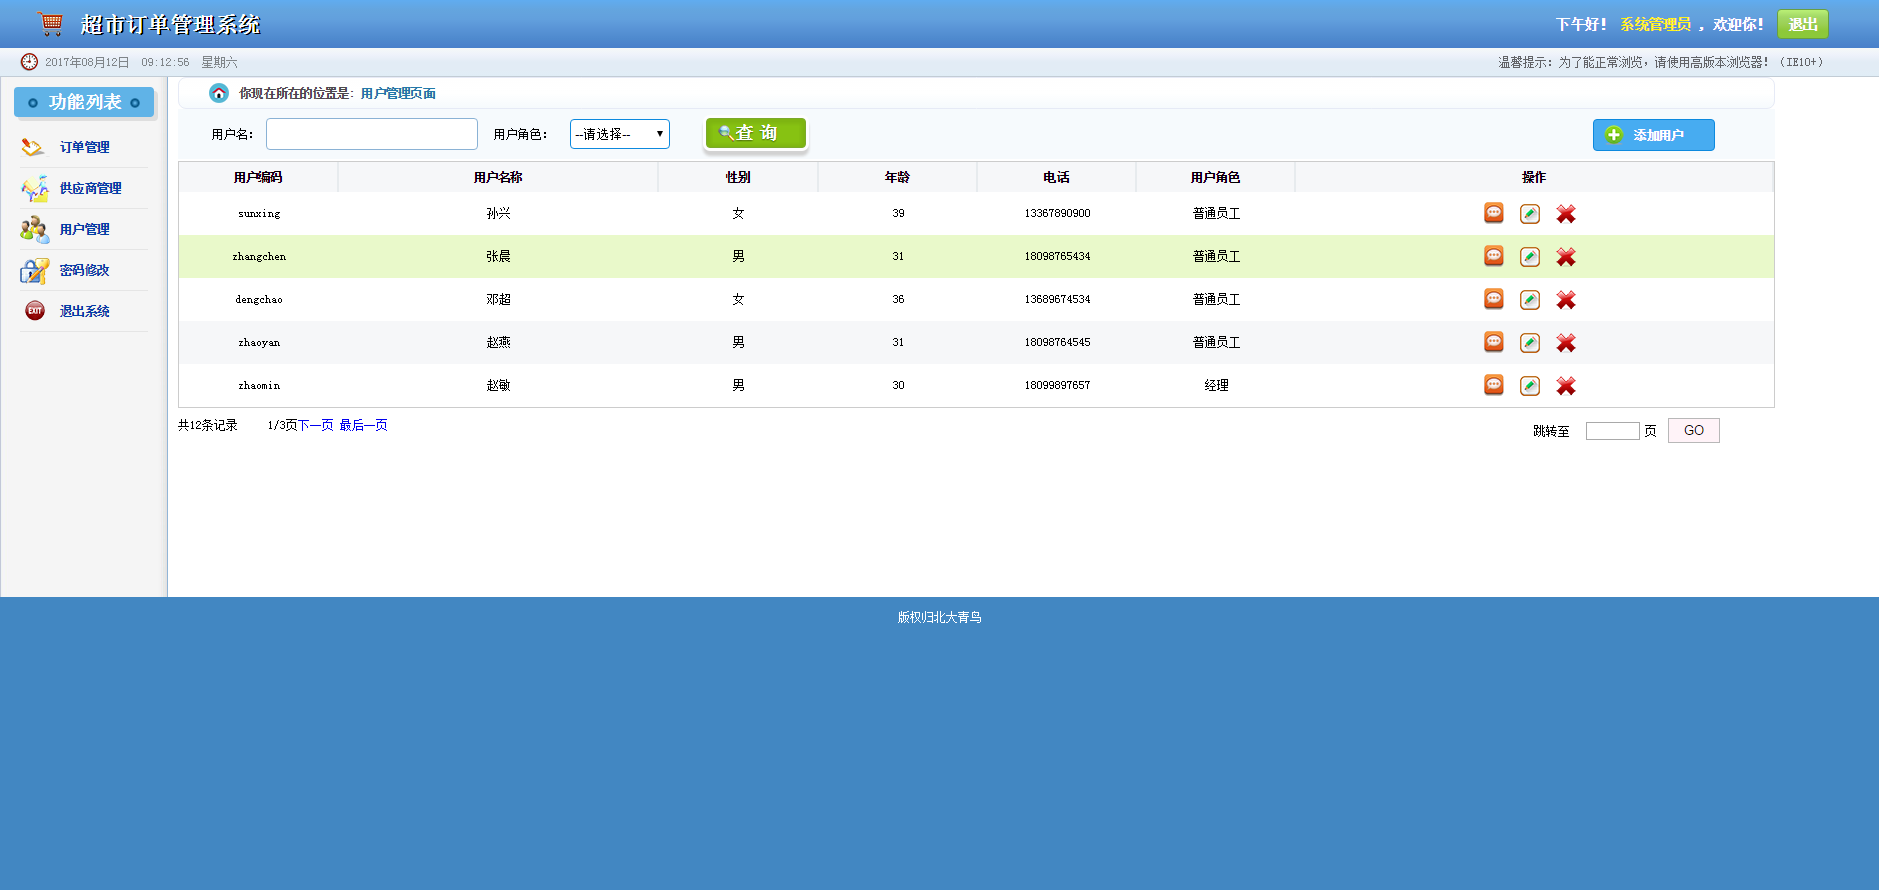 超市订单管理系统
下午好！ 系统管理员 ，欢迎你！ 退出
2017年08月12日 09:12:56 星期六
温馨提示：为了能正常浏览，请使用高版本浏览器！（IE10+）
功能列表
订单管理
供应商管理
用户管理
密码修改
EXIT 退出系统
你现在所在的位置是：用户管理页面
用户名： 用户角色： --请选择-- 查 询 添加用户
用户编码 用户名称 性别 年龄 电话 用户角色 操作
sunxing 孙兴 女 39 13367890900 普通员工
zhangchen 张晨 男 31 18098765434 普通员工
dengchao 邓超 女 36 13689674534 普通员工
zhaoyan 赵燕 男 31 18098764545 普通员工
zhaomin 赵敏 男 30 18099897657 经理
共12条记录 1/3页下一页 最后一页
跳转至 页 GO
版权归北大青鸟